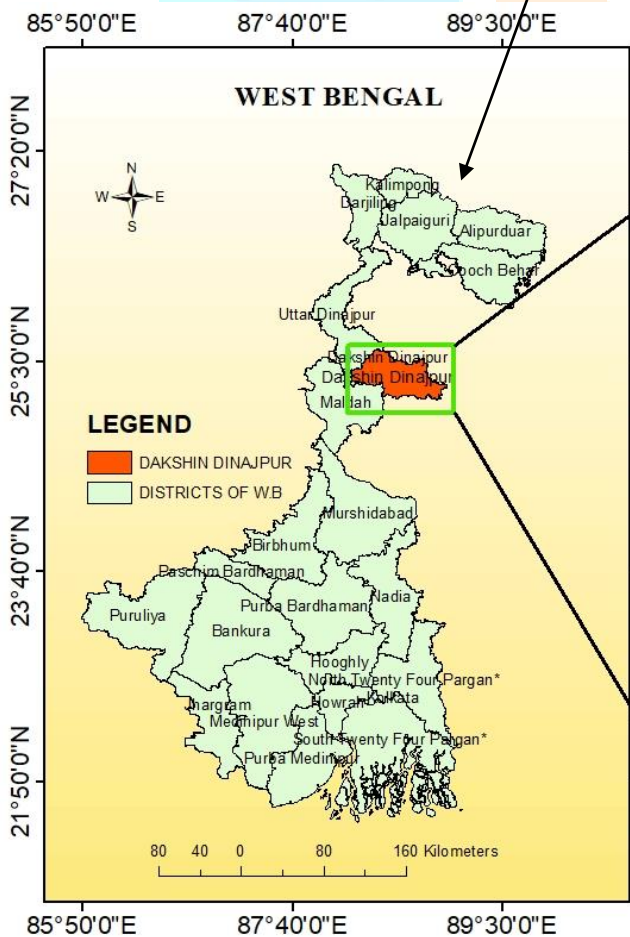 85°50'0"E 87°40'0"E 89°30'0"E
WEST BENGAL
27°20'0"N
N
W E
S
Kalimpong
Darjiling
Jalpaiguri
Alipurduar
Cooch Behar
Uttar Dinajpur
25°30'0"N
Dakshin Dinajpur
Dakshin Dinajpur
Maldah
LEGEND
DAKSHIN DINAJPUR
DISTRICTS OF W.B
Murshidabad
Birbhum
23°40'0"N
Paschim Bardhaman
Nadia
Purba Bardhaman
Puruliya
Bankura
Hooghly
North Twenty Four Pargan*
Kolkata
Howrah
Jhargram
Medinipur West
South Twenty Four Pargan*
Purba Medinipur
21°50'0"N
80 40 0 80 160 Kilometers
85°50'0"E 87°40'0"E 89°30'0"E